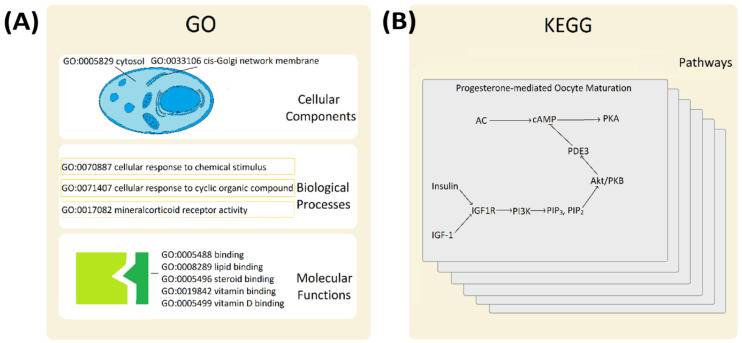 (A)
GO
GO:0005829 cytosol GO:0033106 cis-Golgi network membrane
Cellular
Components
GO:0070887 cellular response to chemical stimulus
GO:0071407 cellular response to cyclic organic compound
GO:0017082 mineralcorticoid receptor activity
Biological
Processes
GO:0005488 binding
GO:0008289 lipid binding
GO:0005496 steroid binding
GO:0019842 vitamin binding
GO:0005499 vitamin D binding
Molecular
Functions
(B)
KEGG
Pathways
Progesterone-mediated Oocyte Maturation
AC cAMP PKA
PDE3
Akt/PKB
Insulin
IGF1R PI3K PIP3, PIP2
IGF-1